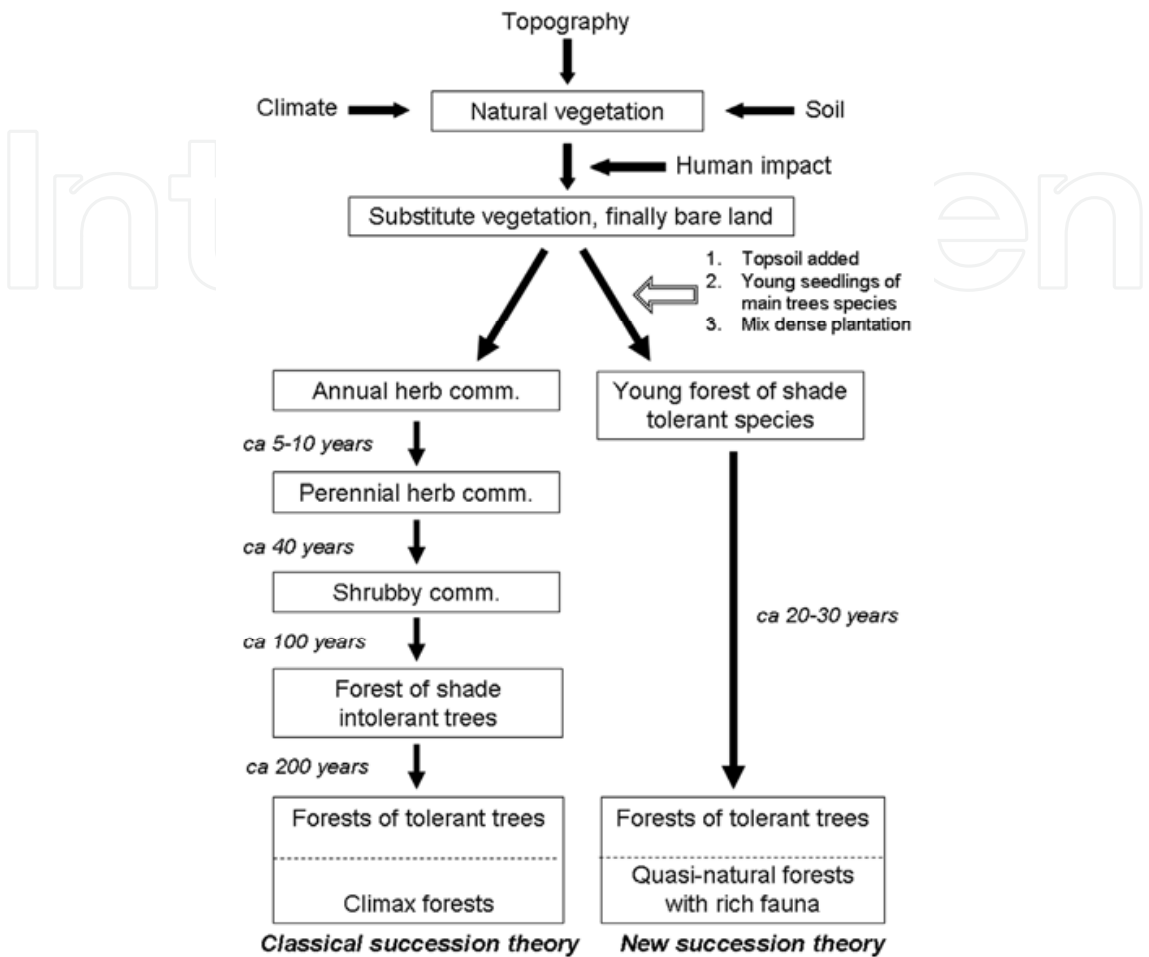 Topography
Climate
Natural vegetation
Soil
Human impact
Substitute vegetation, finally bare land
1. Topsoil added
2. Young seedlings of
main trees species
3. Mix dense plantation
Annual herb comm.
Young forest of shade
tolerant species
ca 5-10 years
Perennial herb comm.
ca 40 years
Shrubby comm.
ca 20-30 years
ca 100 years
Forest of shade
intolerant trees
ca 200 years
Forests of tolerant trees
Climax forests
Forests of tolerant trees
Quasi-natural forests
with rich fauna
Classical succession theory
New succession theory